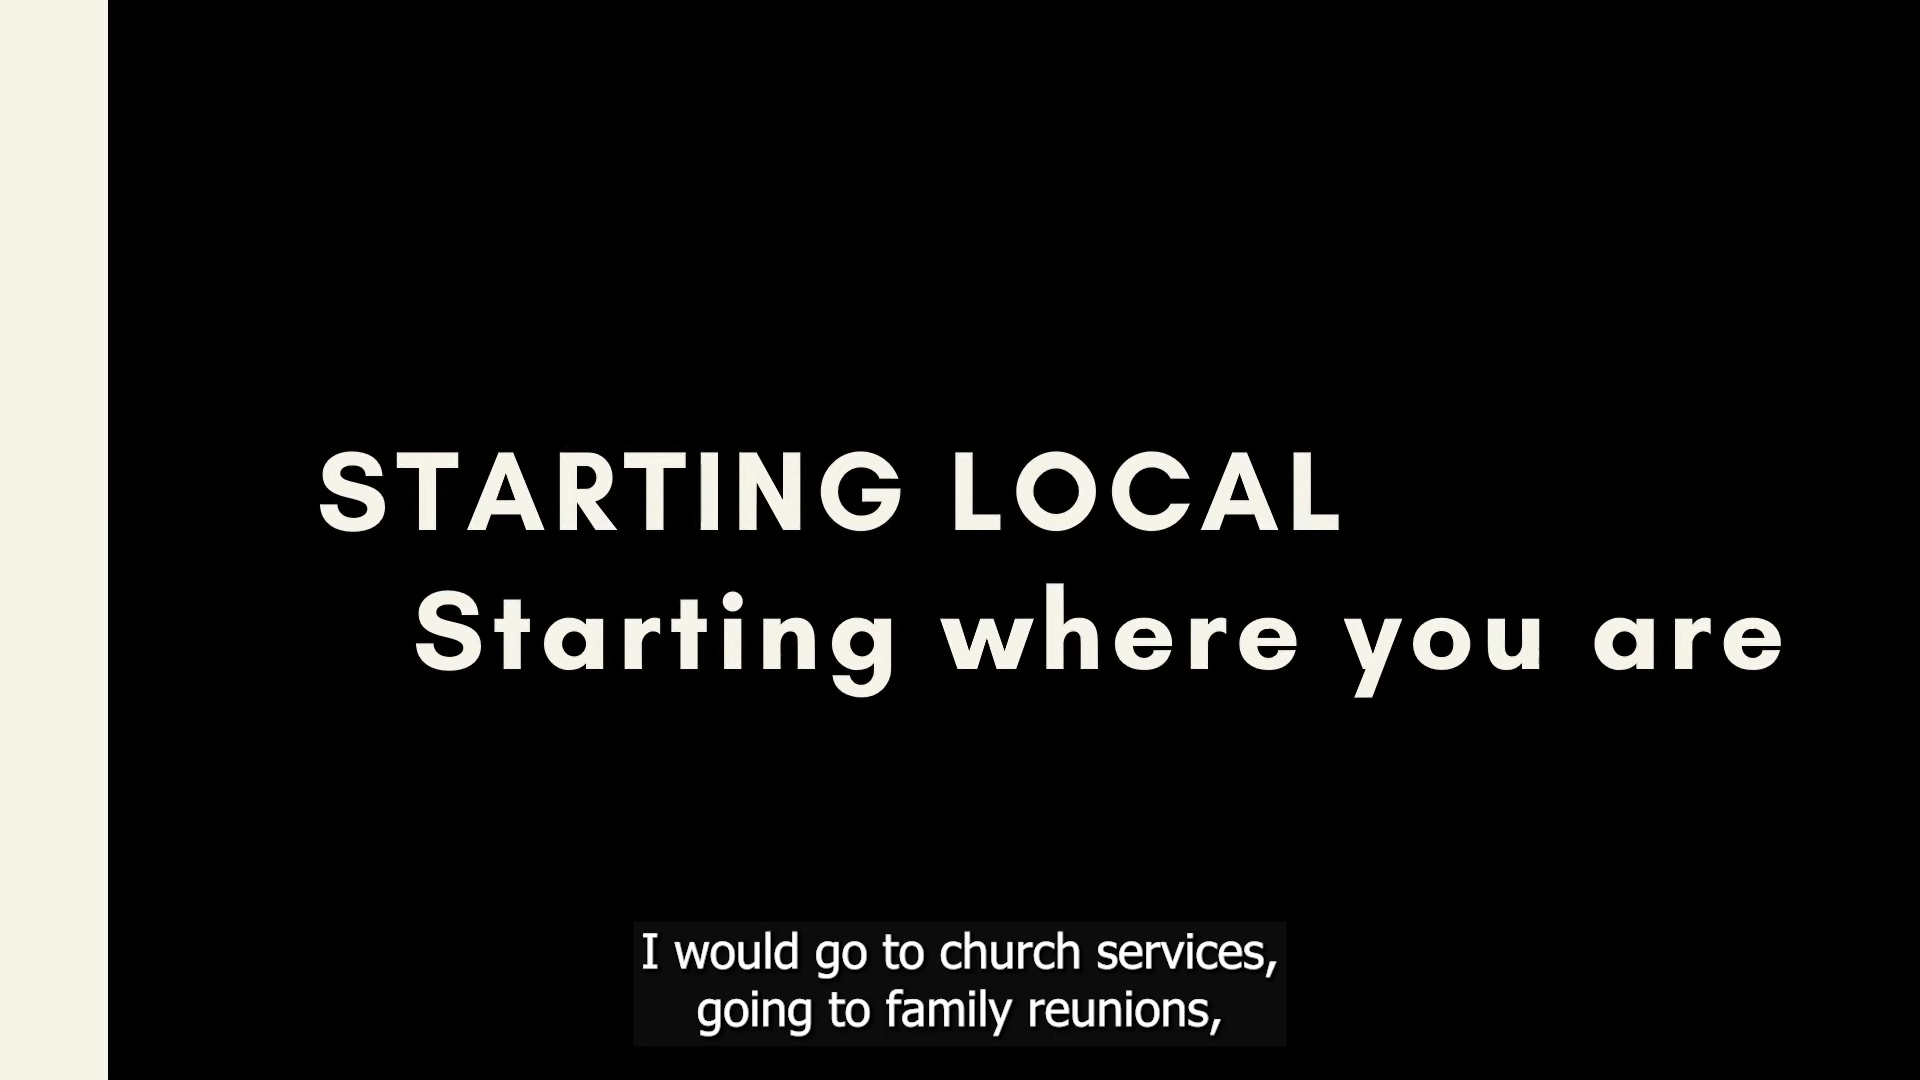 STARTING LOCAL
Starting where you are
I would go to church services,
going to family reunions,